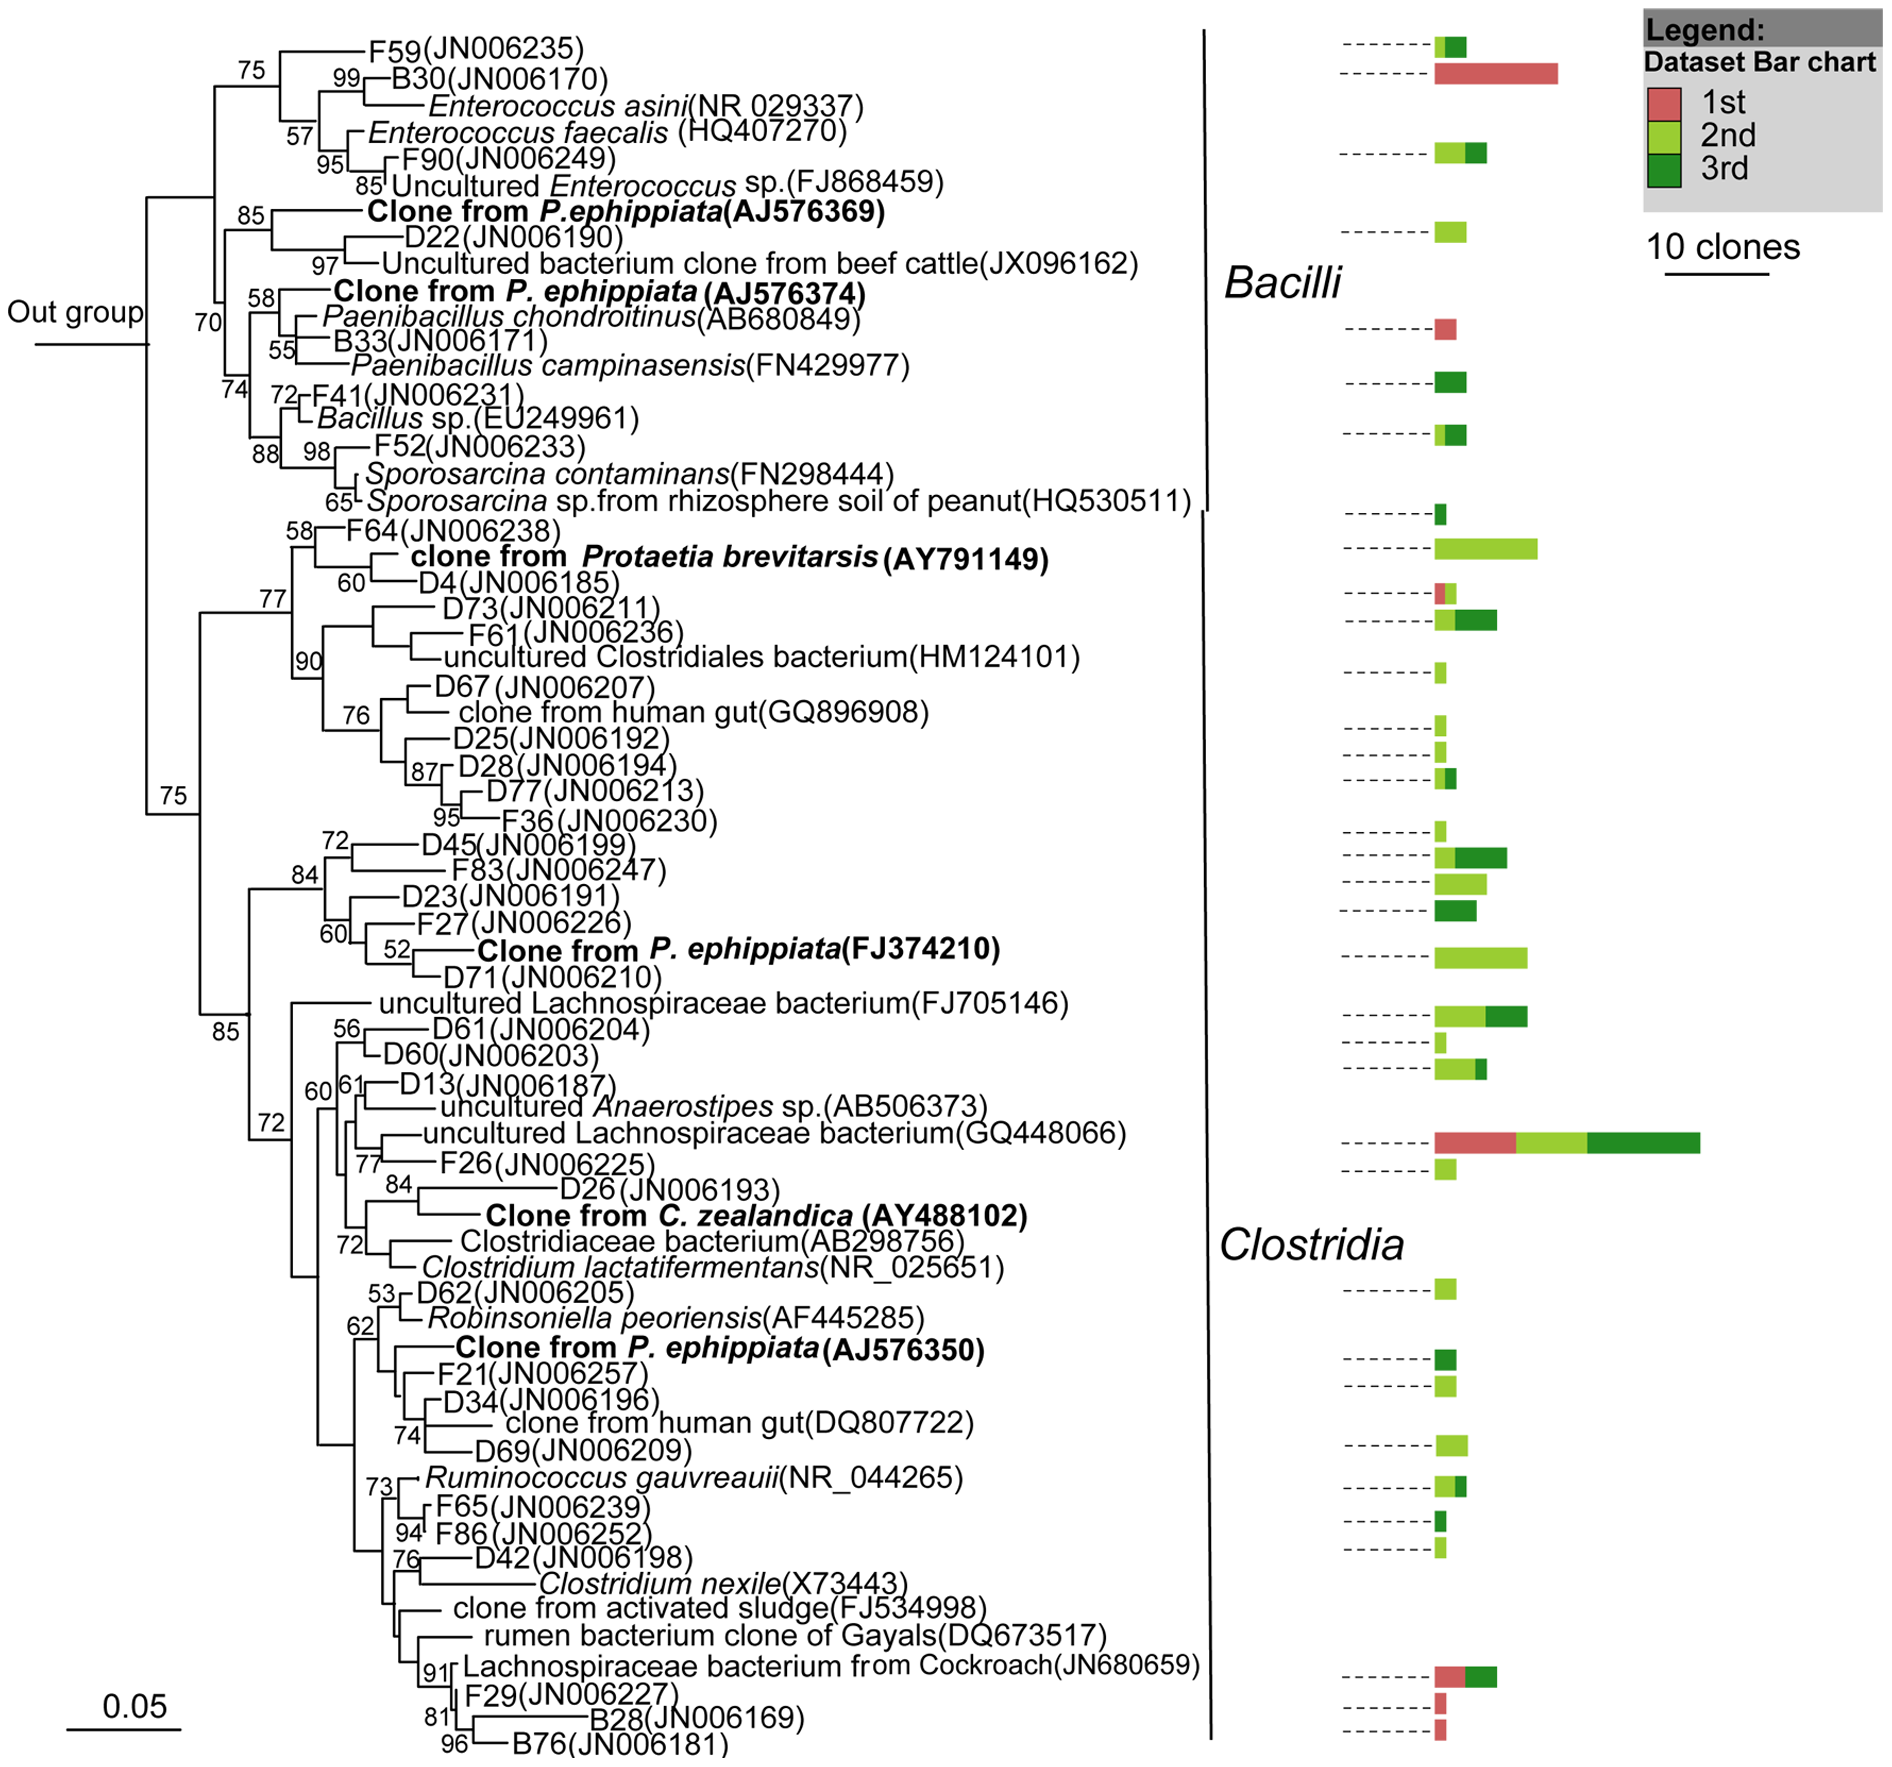 F59(JN006235)
75
99
B30(JN006170)
Enterococcus asini(NR 029337)
57
Enterococcus faecalis (HQ407270)
95
F90(JN006249)
85
Uncultured Enterococcus sp.(FJ868459)
85
Clone from P.ephippiata(AJ576369)
D22(JN006190)
97
Uncultured bacterium clone from beef cattle(JX096162)
Out group
70
58
Clone from P. ephippiata (AJ576374)
Paenibacillus chondroitinus(AB680849)
55
B33(JN006171)
Paenibacillus campinasensis(FN429977)
74
72
F41(JN006231)
Bacillus sp.(EU249961)
88
98
F52(JN006233)
Sporosarcina contaminans(FN298444)
65
Sporosarcina sp.from rhizosphere soil of peanut(HQ530511)
58
F64(JN006238)
clone from Protaetia brevitarsis (AY791149)
60
D4(JN006185)
77
D73(JN006211)
F61(JN006236)
90
uncultured Clostridiales bacterium(HM124101)
D67(JN006207)
76
clone from human gut(GQ896908)
D25(JN006192)
87
D28(JN006194)
D77(JN006213)
95
F36(JN006230)
75
72
D45(JN006199)
F83(JN006247)
84
D23(JN006191)
F27(JN006226)
60
52
Clone from P. ephippiata(FJ374210)
D71(JN006210)
85
uncultured Lachnospiraceae bacterium(FJ705146)
56
D61(JN006204)
D60(JN006203)
60
61
D13(JN006187)
uncultured Anaerostipes sp.(AB506373)
72
uncultured Lachnospiraceae bacterium(GQ448066)
77
F26(JN006225)
84
D26(JN006193)
Clone from C. zealandica (AY488102)
72
Clostridiaceae bacterium(AB298756)
Clostridium lactatifermentans(NR_025651)
53
D62(JN006205)
Robinsoniella peoriensis(AF445285)
62
Clone from P. ephippiata(AJ576350)
F21(JN006257)
D34(JN006196)
clone from human gut(DQ807722)
74
D69(JN006209)
73
Ruminococcus gauvreauii(NR_044265)
F65(JN006239)
94
F86(JN006252)
76
D42(JN006198)
Clostridium nexile(X73443)
clone from activated sludge(FJ534998)
rumen bacterium clone of Gayals(DQ673517)
91
Lachnospiraceae bacterium from Cockroach(JN680659)
F29(JN006227)
81
B28(JN006169)
96
B76(JN006181)
0.05
Bacilli
Clostridia
Legend:
Dataset Bar chart
1st
2nd
3rd
10 clones